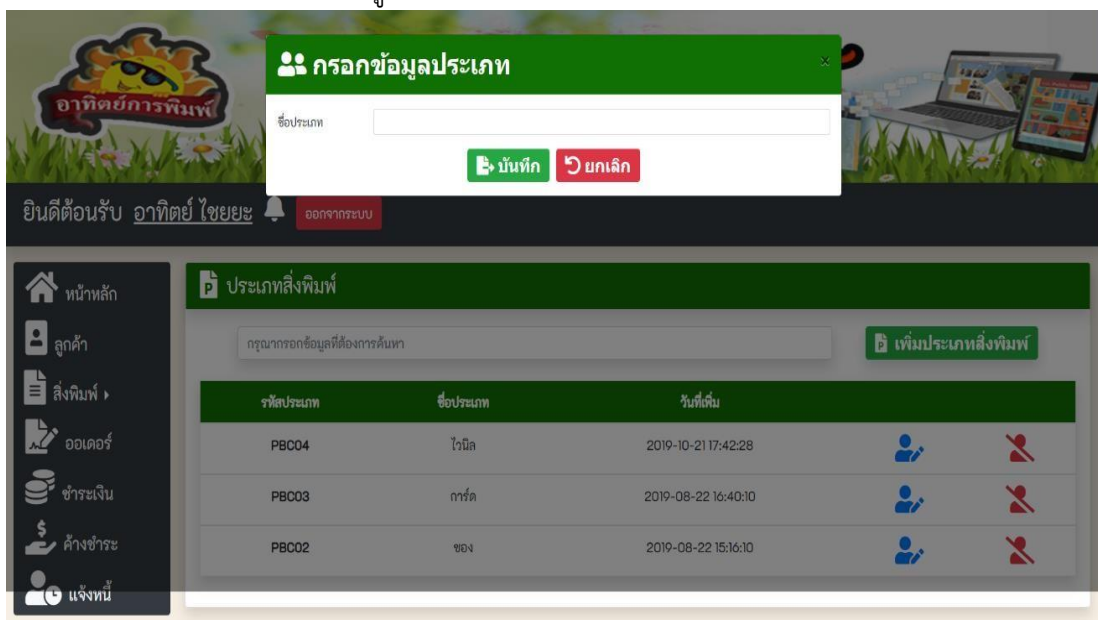 กรอกข้อมูลประเภท ×
อาทิตย์การพิมพ์
ชื่อประเภท
บันทึก ยกเลิก
ยินดีต้อนรับ อาทิตย์ ไชยยะ ออกจากระบบ
หน้าหลัก
ลูกค้า
สิ่งพิมพ์
ออเดอร์
ชำระเงิน
ค้างชำระ
แจ้งหนี้
P ประเภทสิ่งพิมพ์
กรุณากรอกข้อมูลที่ต้องการค้นหา P เพิ่มประเภทสิ่งพิมพ์
รหัสประเภท ชื่อประเภท วันที่เพิ่ม
PBC04 ไวนิล 2019-10-21 17:42:28
PBC03 การ์ด 2019-08-22 16:40:10
PBC02 ซอง 2019-08-22 15:16:10